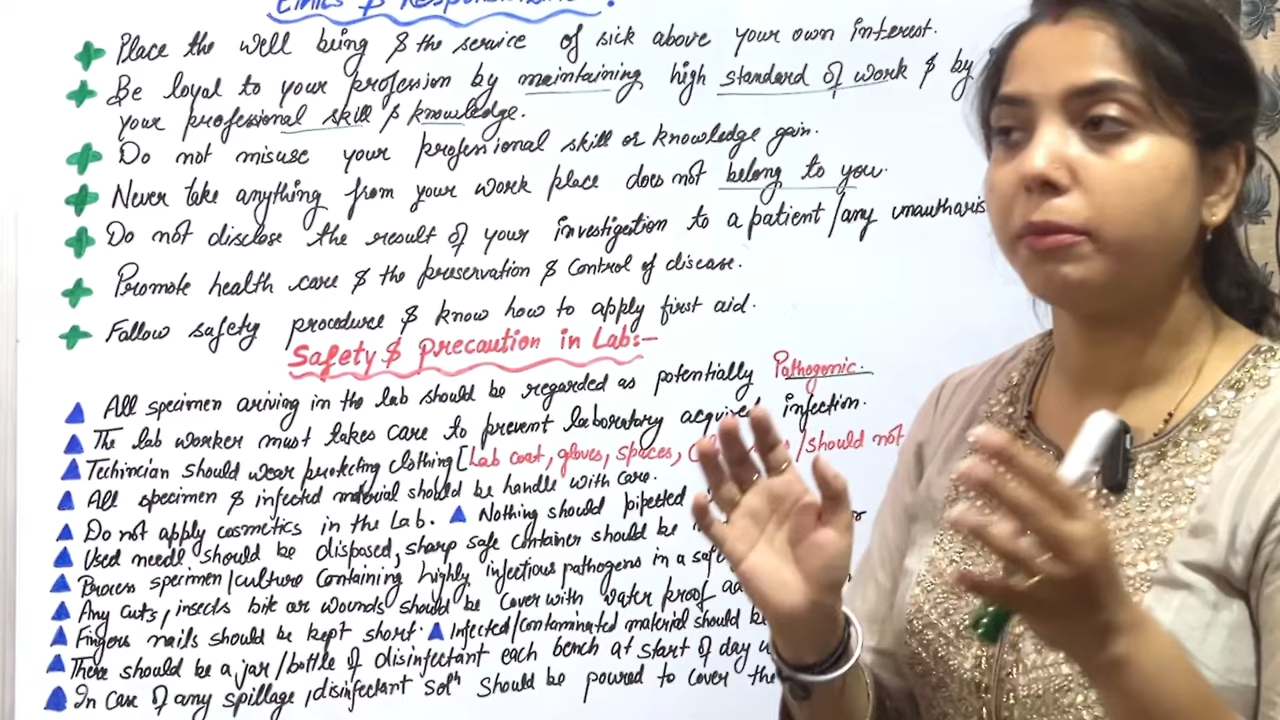 Ethics & Responsibilit
Place the well being & the service of sick above your own interest.
Be loyal to your profession by maintaining high standard of work & by
your professional skill & knowledge.
Do not misuse your professional skill or knowledge gain.
Never take anything from your work place does not belong to you.
Do not disclose the result of your investigation to a patient/any unautharis
Promote health care & the preservation & Control of disease.
Follow safety procedure & know how to apply first aid.
Safety & precaution in Lab:-
All specimen arriving in the lab should be regarded as potentially Pathogonic.
The lab worker must takes care to prevent laboratory acquired infection.
Techincian should wear protecting clothing [Lab coat, gloves, /should not
All specimen & infected material should be handle with care.
Do not apply cosmetics in the Lab. Nothing should pipetted
Used needl should be disposed, sharp safe container should be
Process specimen/culture containing highly infectious pathogens in a saf
Any cuts, insects bite or wounds should be cover with water proof
Fingers nails should be kept short. Infected/contaminated material should be
There should be a jar/bottle of disinfectant each bench at start of day
In case of any spillage, disinfectant solⁿ should be poured to cover the